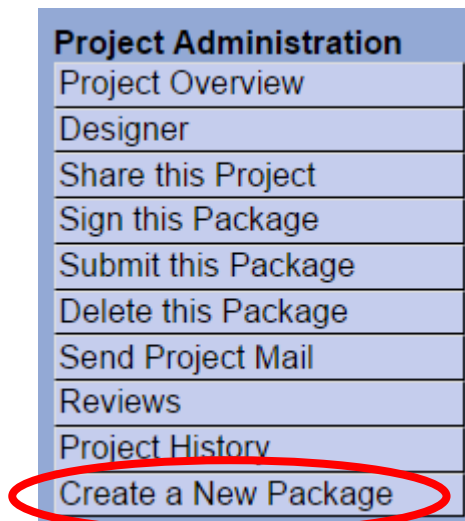 Project Administration
Project Overview
Designer
Share this Project
Sign this Package
Submit this Package
Delete this Package
Send Project Mail
Reviews
Project History
Create a New Package